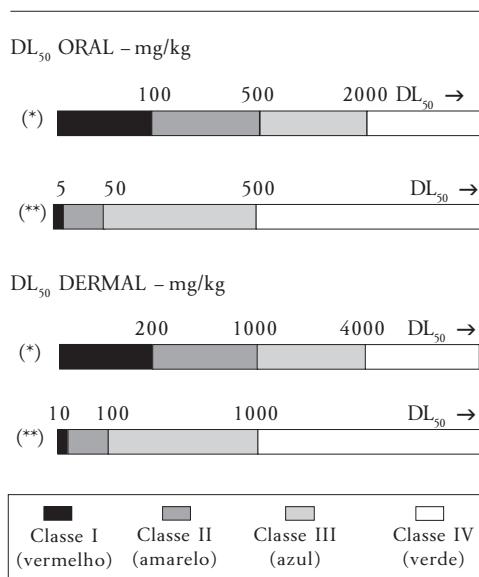 DL₅₀ ORAL – mg/kg
100 500 2000 DL₅₀ →
(*)
5 50 500 DL₅₀ →
(**)
DL₅₀ DERMAL – mg/kg
200 1000 4000 DL₅₀ →
(*)
10 100 1000 DL₅₀ →
(**)
Classe I Classe II Classe III Classe IV
(vermelho) (amarelo) (azul) (verde)